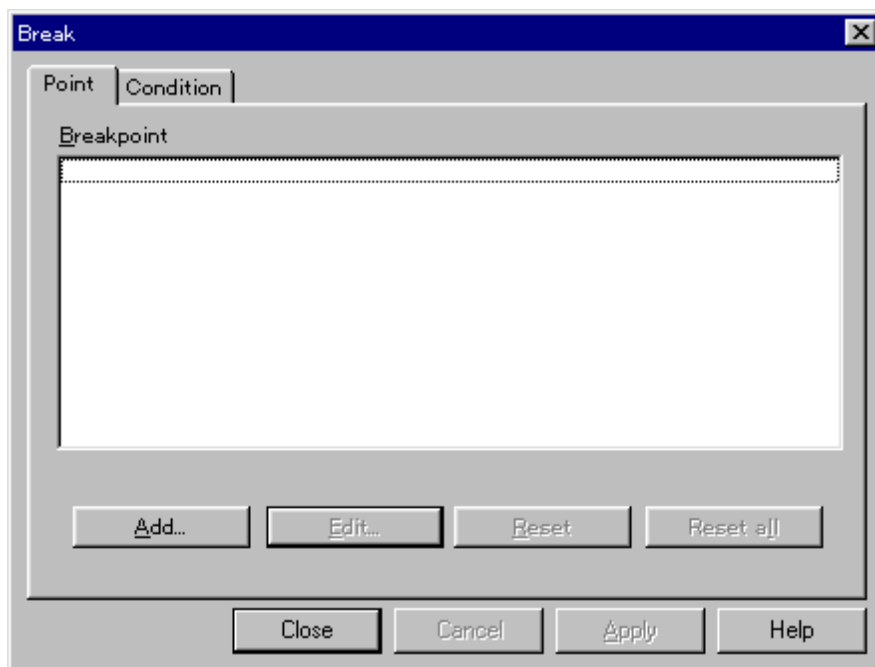 Break
Point Condition
Breakpoint
Add... Edit... Reset Reset all
Close Cancel Apply Help